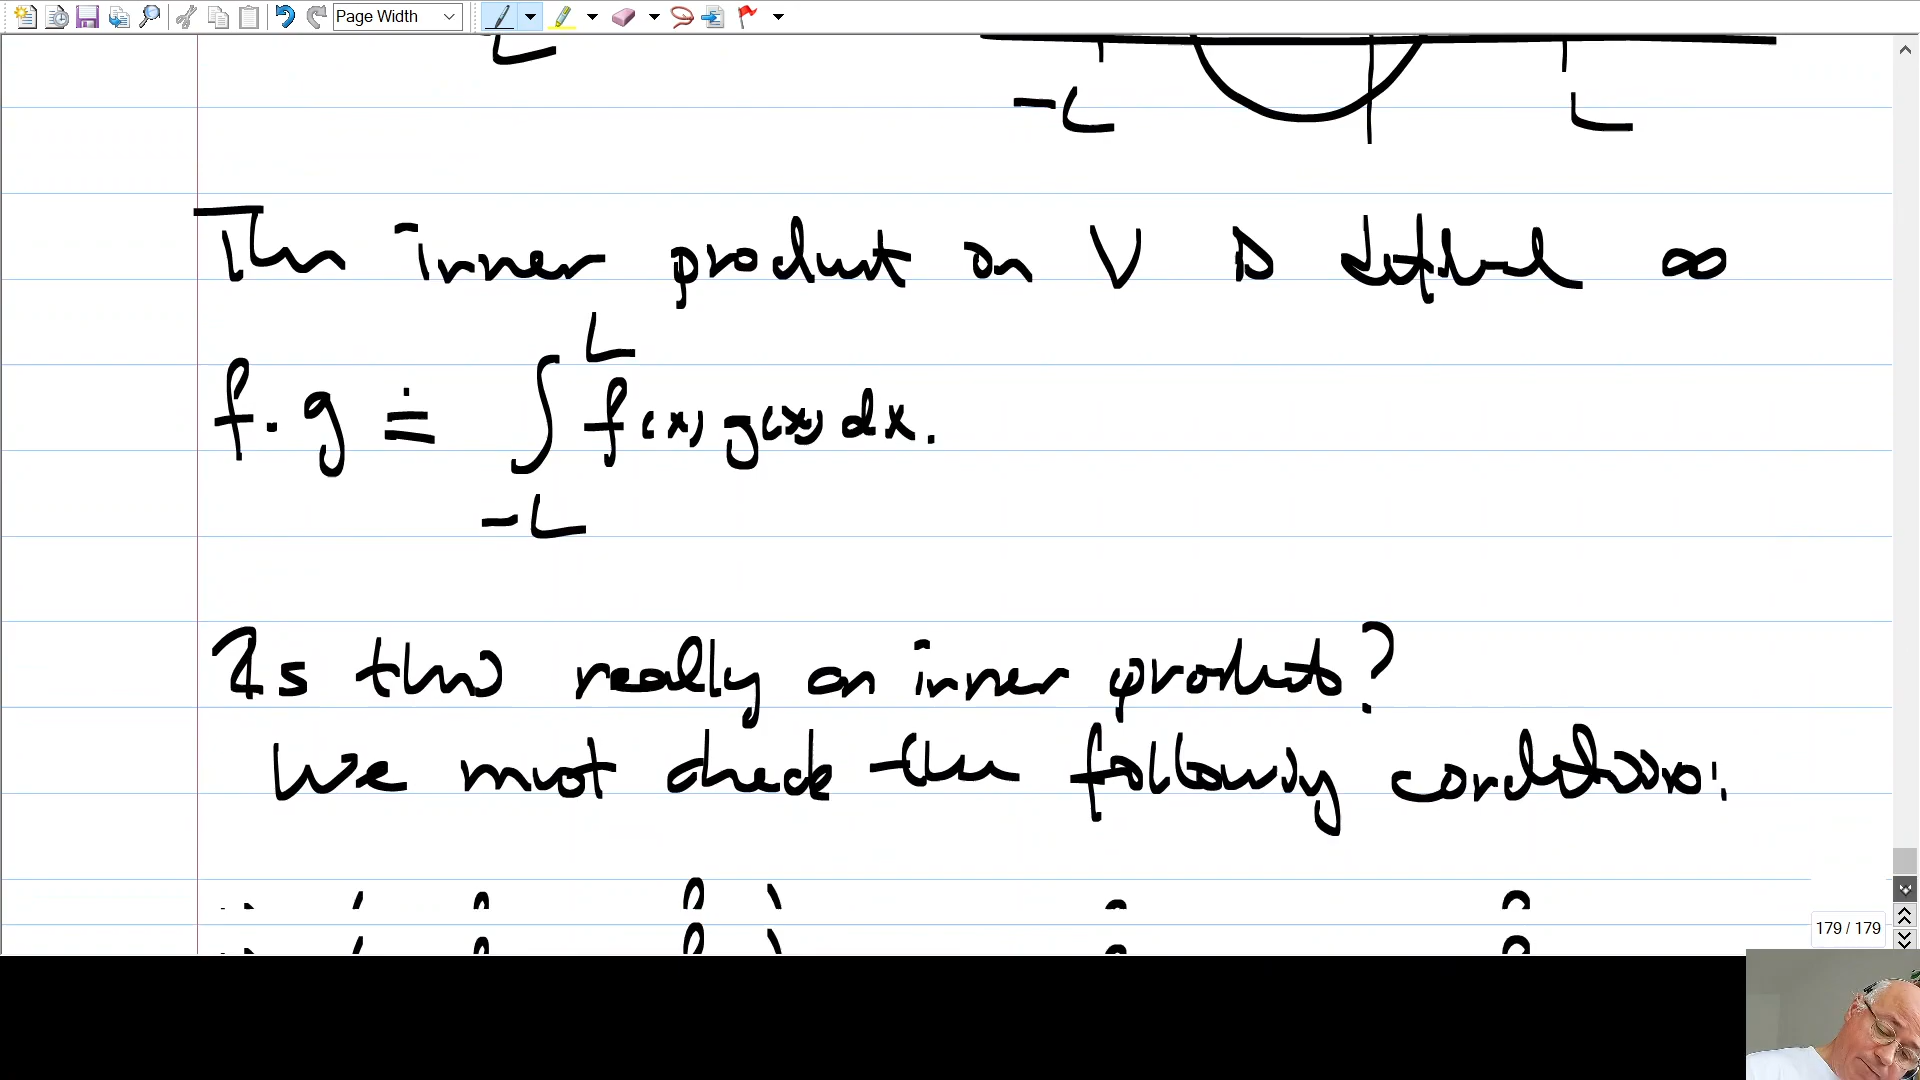 Page Width
L
-L
L
The inner product on V is defined as
f · g ≐ ∫_{-L}^{L} f(x) g(x) dx.
Is this really an inner product?
We must check the following conditions:
179 / 179